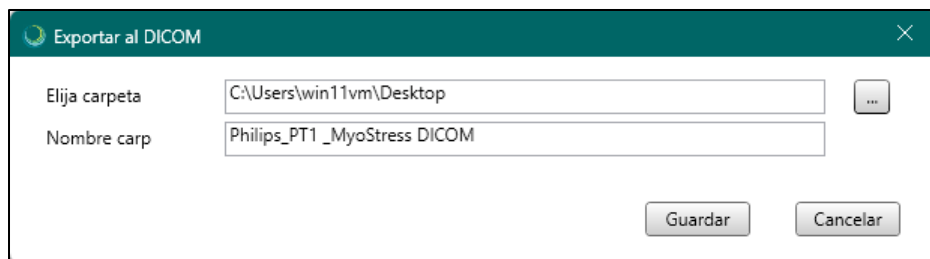 Exportar al DICOM
Elija carpeta C:\Users\win11vm\Desktop ...
Nombre carp Philips_PT1 _MyoStress DICOM
Guardar Cancelar